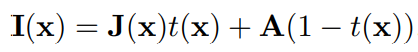 I(x) = J(x)t(x) + A(1 − t(x))